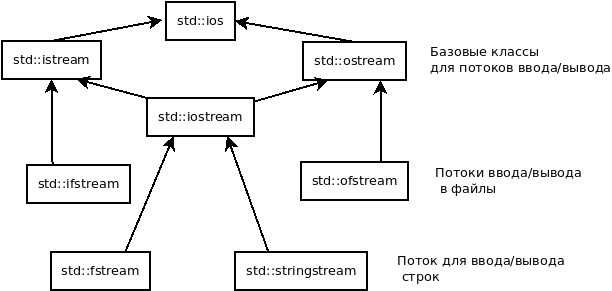 std::ios
std::istream
std::ostream
Базовые классы
для потоков ввода/вывода
std::iostream
std::ifstream
std::ofstream
Потоки ввода/вывода
в файлы
std::fstream
std::stringstream
Поток для ввода/вывода
строк